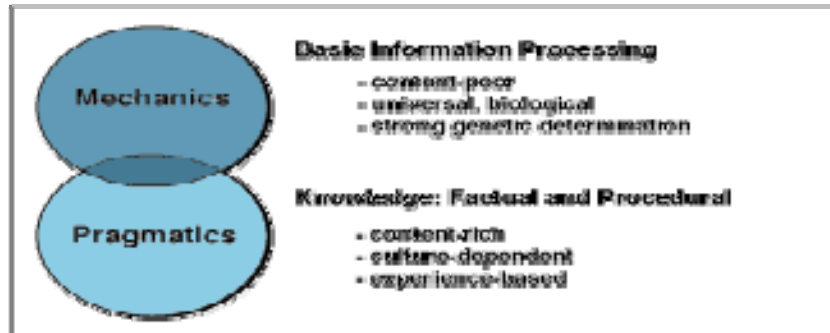 Mechanics
Basic Information Processing
- content-poor
- universal, biological
- strong genetic determination
Pragmatics
Knowledge: Factual and Procedural
- content-rich
- culture-dependent
- experience-based